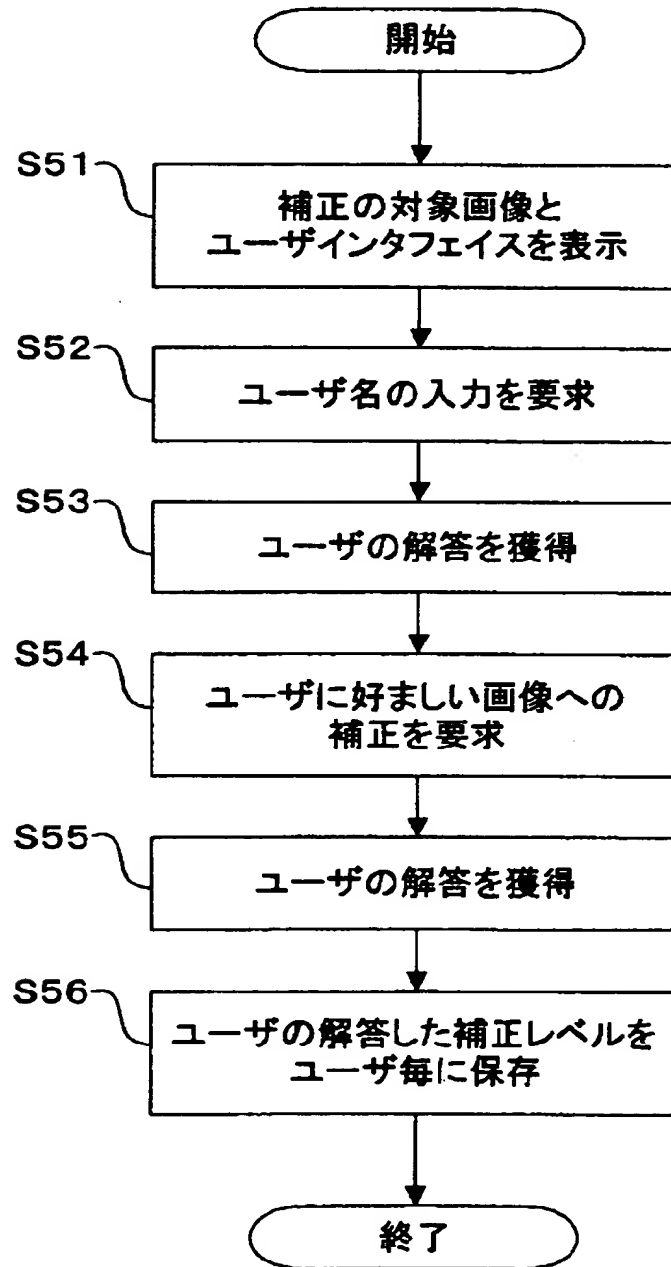 開始
S51
補正の対象画像と
ユーザインタフェイスを表示
S52
ユーザ名の入力を要求
S53
ユーザの解答を獲得
S54
ユーザに好ましい画像への
補正を要求
S55
ユーザの解答を獲得
S56
ユーザの解答した補正レベルを
ユーザ毎に保存
終了